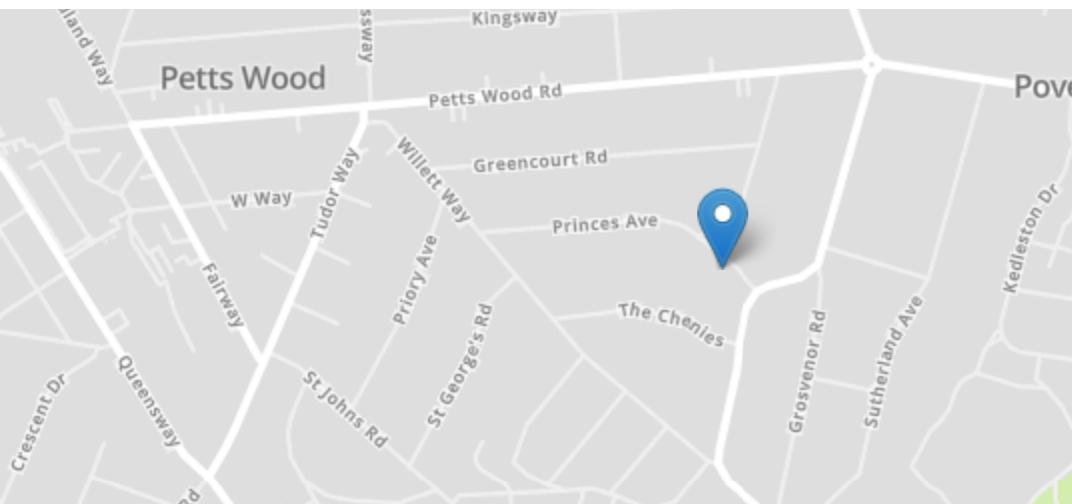 Kingsway
Petts Wood
Petts Wood Rd
Greencourt Rd
Willett Way
W Way
Tudor Way
Princes Ave
Priory Ave
Fairway
The Chenies
St George's Rd
Kedleston Dr
Grosvenor Rd
Sutherland Ave
Queensway
St Johns Rd
Crescent Dr